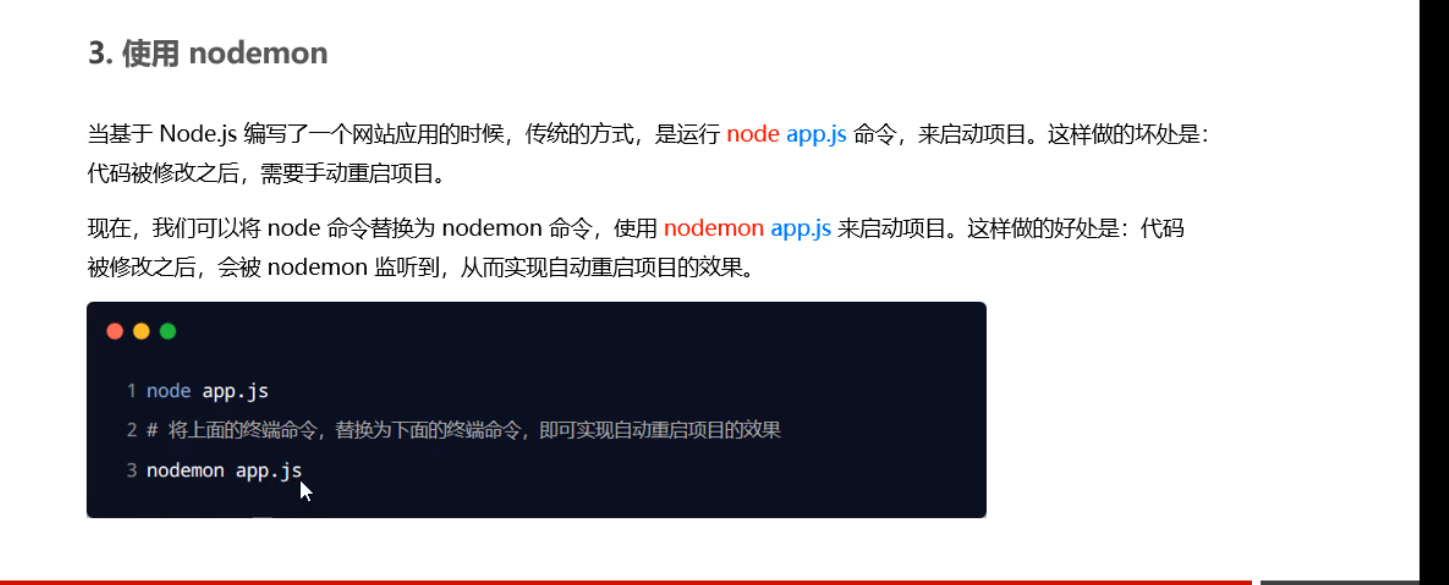 3. 使用 nodemon
当基于 Node.js 编写了一个网站应用的时候，传统的方式，是运行 node app.js 命令，来启动项目。这样做的坏处是：
代码被修改之后，需要手动重启项目。
现在，我们可以将 node 命令替换为 nodemon 命令，使用 nodemon app.js 来启动项目。这样做的好处是：代码
被修改之后，会被 nodemon 监听到，从而实现自动重启项目的效果。
1 node app.js
2 # 将上面的终端命令，替换为下面的终端命令，即可实现自动重启项目的效果
3 nodemon app.js